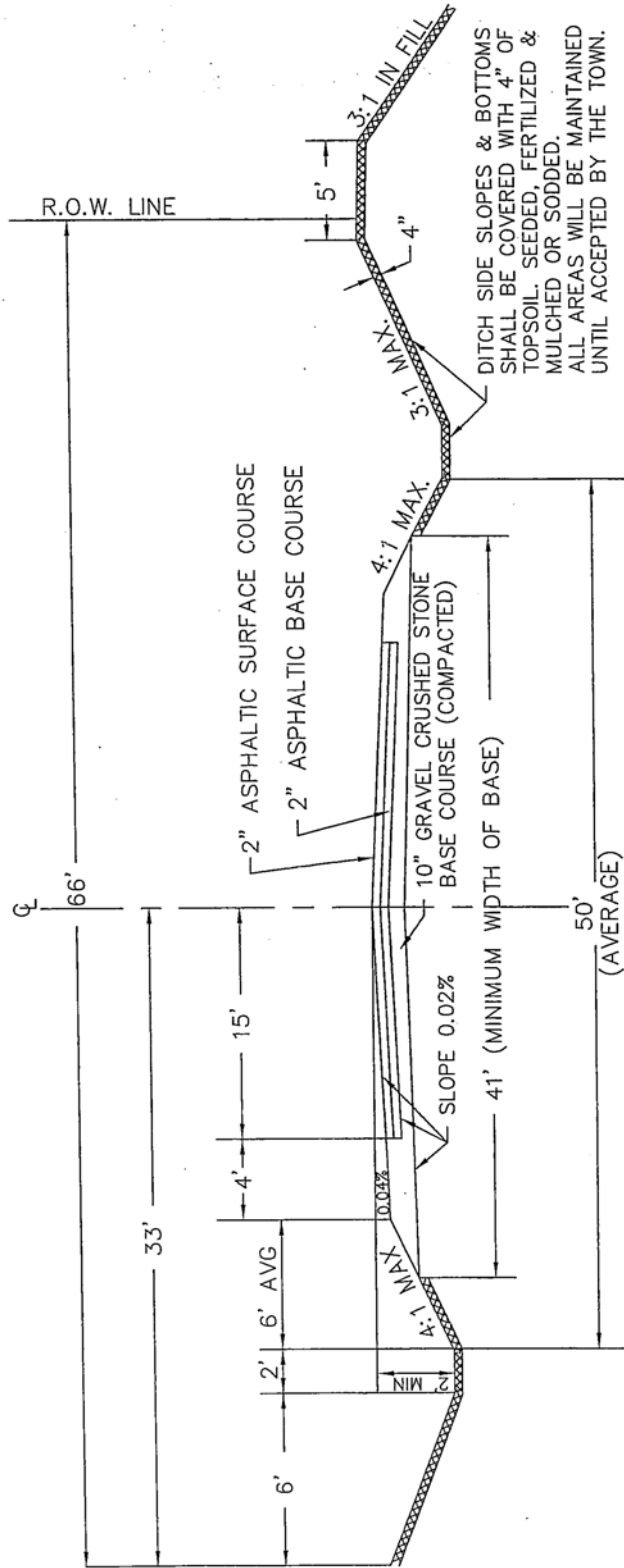 ℄
66'
33'
R.O.W. LINE
15'
4'
6' AVG
2'
6'
5'
2" ASPHALTIC SURFACE COURSE
2" ASPHALTIC BASE COURSE
3:1 IN FILL
4"
3:1 MAX.
4:1 MAX.
0.04%
4:1 MAX
2' MIN
10" GRAVEL CRUSHED STONE
BASE COURSE (COMPACTED)
SLOPE 0.02%
41' (MINIMUM WIDTH OF BASE)
50'
(AVERAGE)
DITCH SIDE SLOPES & BOTTOMS
SHALL BE COVERED WITH 4" OF
TOPSOIL. SEEDED, FERTILIZED &
MULCHED OR SODDED.
ALL AREAS WILL BE MAINTAINED
UNTIL ACCEPTED BY THE TOWN.